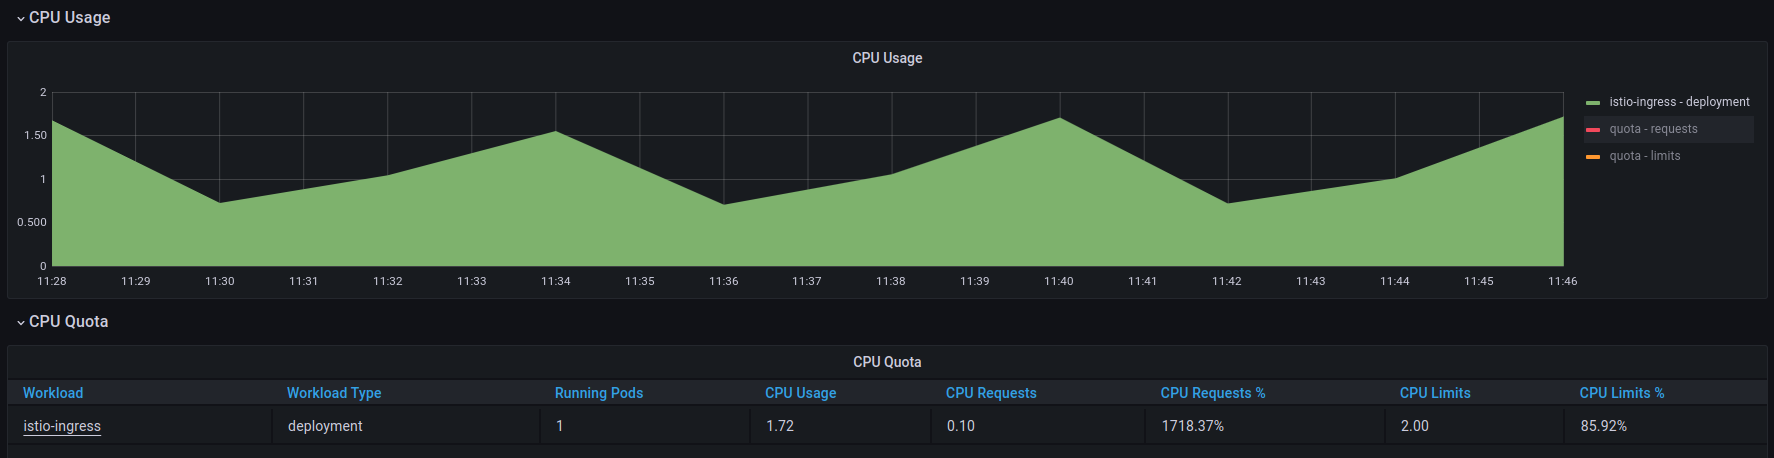 CPU Usage
CPU Usage
2
1.50
1
0.500
0
11:28 11:29 11:30 11:31 11:32 11:33 11:34 11:35 11:36 11:37 11:38 11:39 11:40 11:41 11:42 11:43 11:44 11:45 11:46
istio-ingress - deployment
quota - requests
quota - limits
CPU Quota
CPU Quota
Workload Workload Type Running Pods CPU Usage CPU Requests CPU Requests % CPU Limits CPU Limits %
istio-ingress deployment 1 1.72 0.10 1718.37% 2.00 85.92%